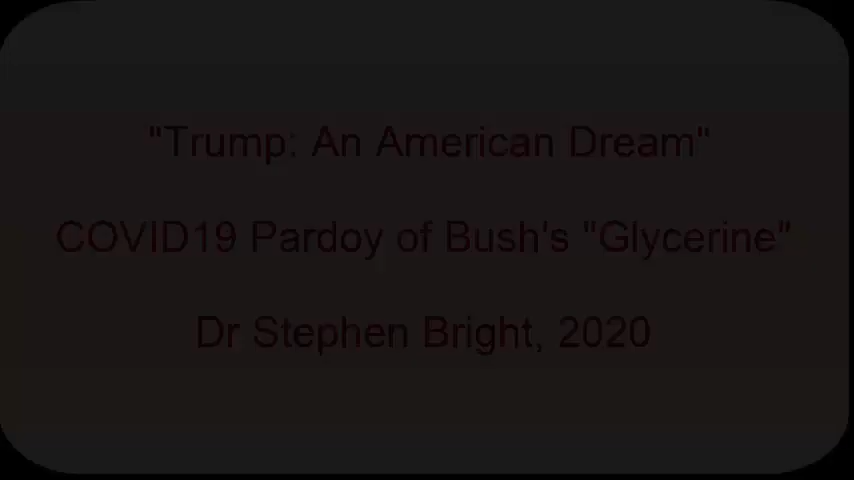 "Trump: An American Dream"
COVID19 Pardoy of Bush's "Glycerine"
Dr Stephen Bright, 2020